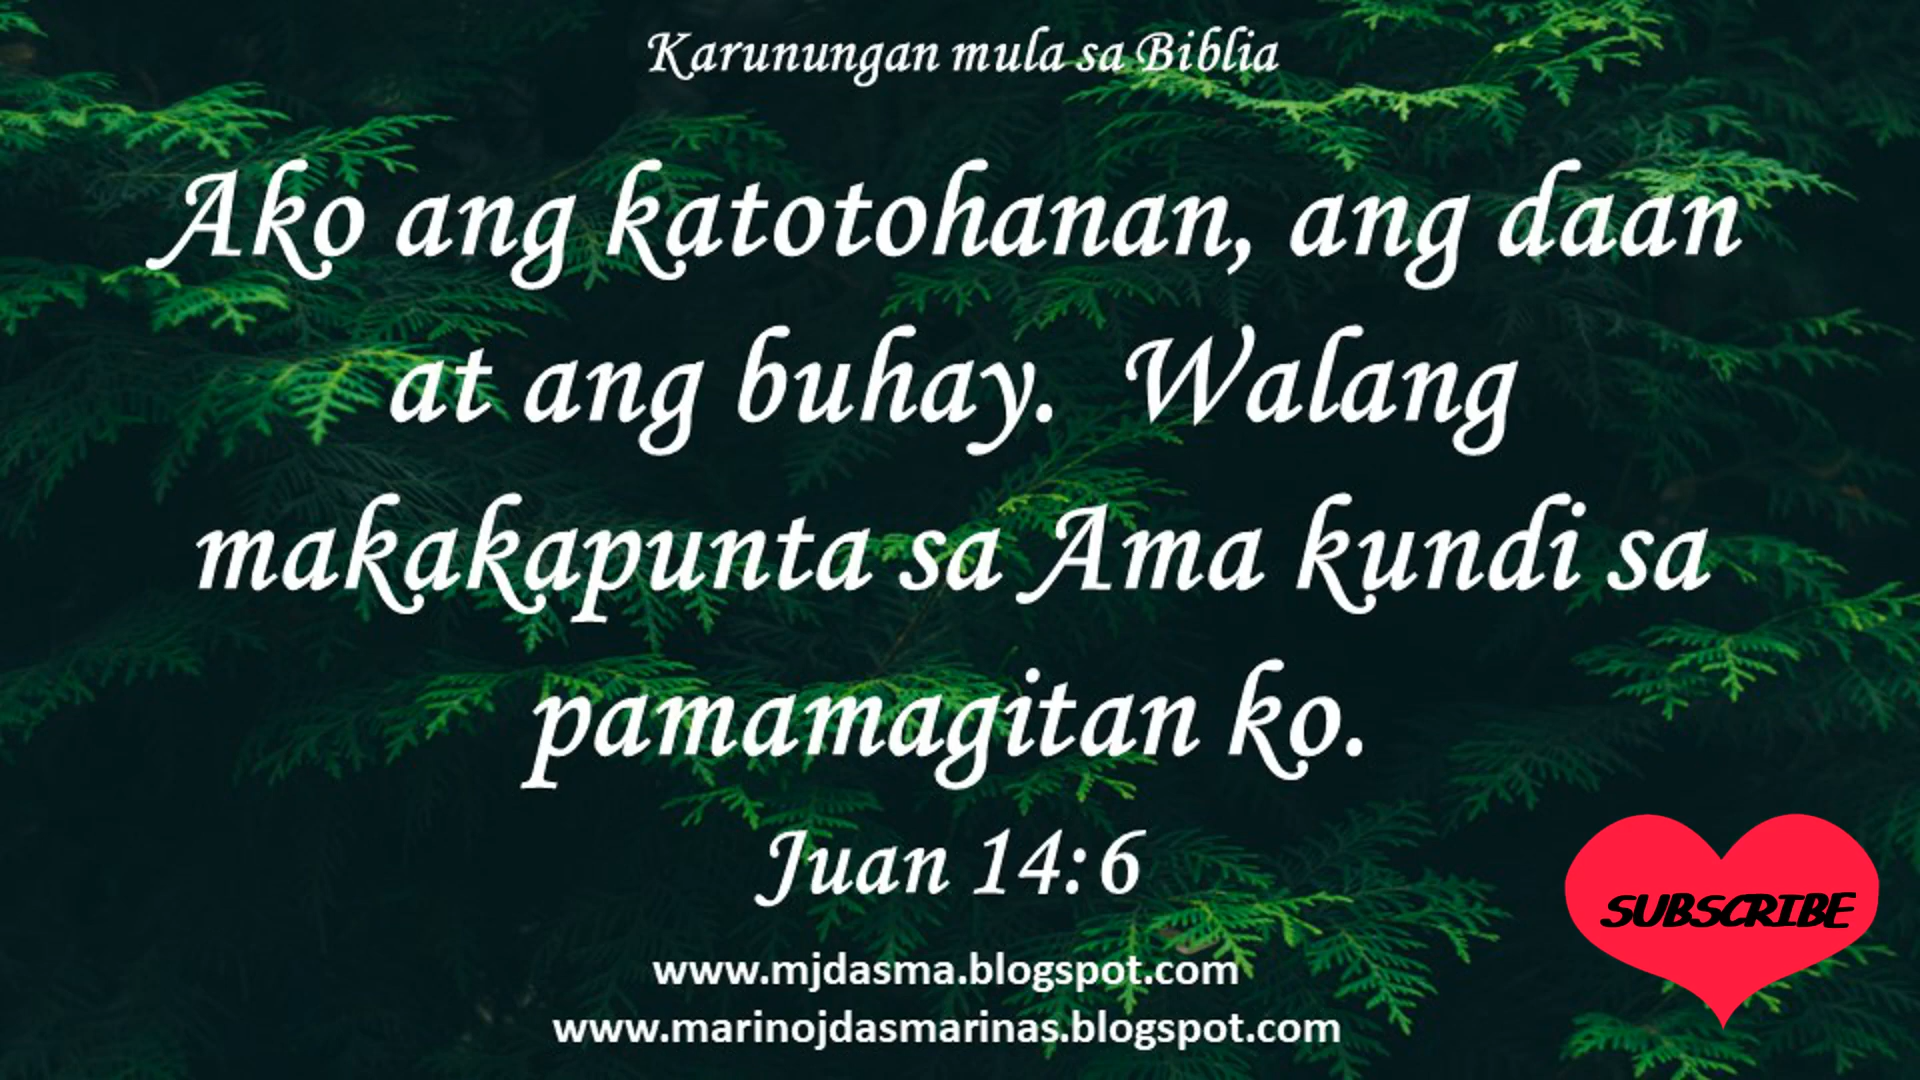 Karunungan mula sa Biblia
Ako ang katotohanan, ang daan
at ang buhay. Walang
makakapunta sa Ama kundi sa
pamamagitan ko.
Juan 14:6
SUBSCRIBE
www.mjdasma.blogspot.com
www.marinojdasmarinas.blogspot.com